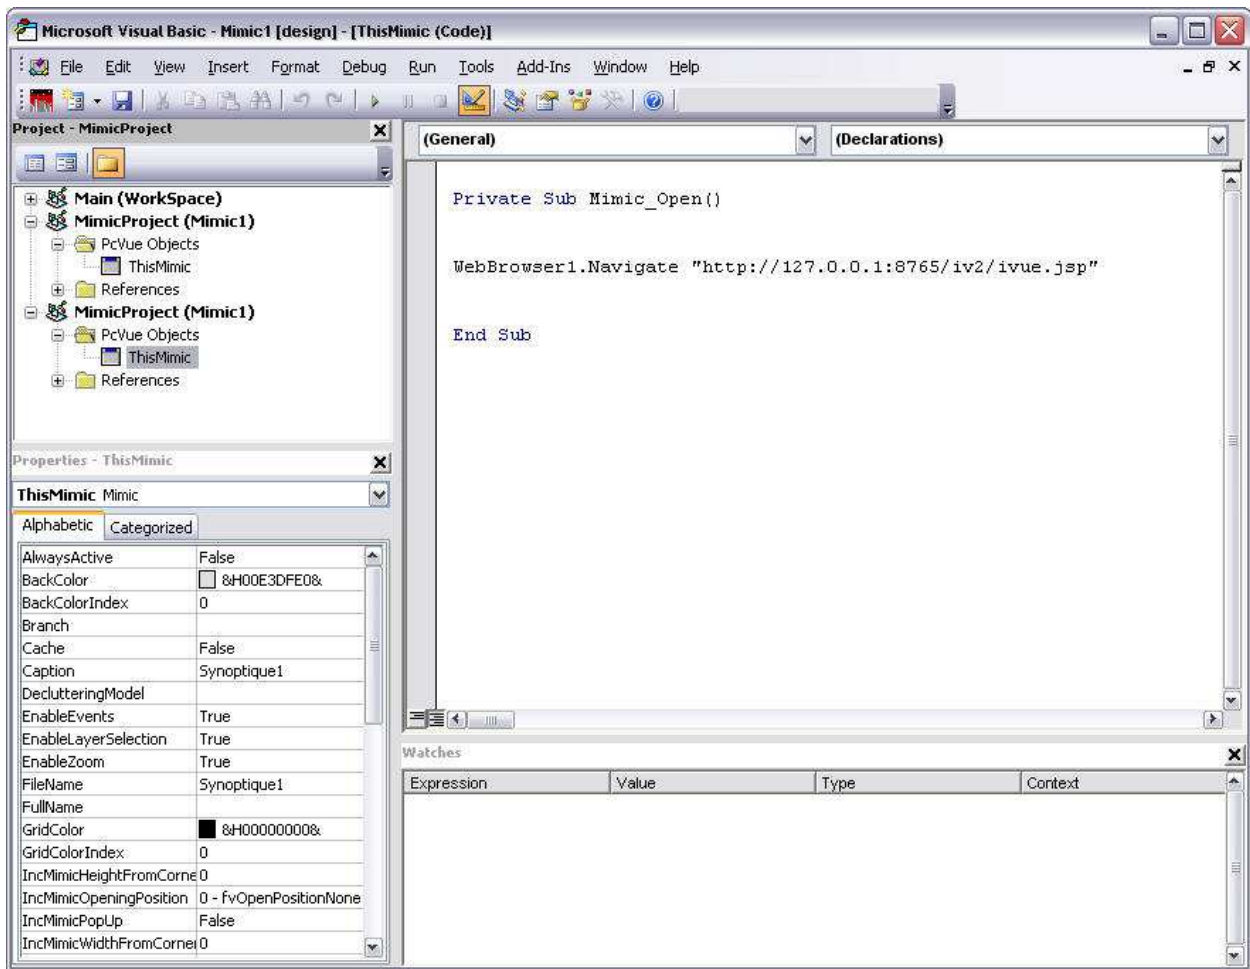 Microsoft Visual Basic - Mimic1 [design] - [ThisMimic (Code)]
File Edit View Insert Format Debug Run Tools Add-Ins Window Help
Project - MimicProject
Main (WorkSpace)
MimicProject (Mimic1)
PcVue Objects
ThisMimic
References
MimicProject (Mimic1)
PcVue Objects
ThisMimic
References
Properties - ThisMimic
ThisMimic Mimic
Alphabetic Categorized
AlwaysActive False
BackColor &H00E3DFE0&
BackColorIndex 0
Branch
Cache False
Caption Synoptique1
DeclutteringModel
EnableEvents True
EnableLayerSelection True
EnableZoom True
FileName Synoptique1
FullName
GridColor &H00000000&
GridColorIndex 0
IncMimicHeightFromCorne 0
IncMimicOpeningPosition 0 - fvOpenPositionNone
IncMimicPopUp False
IncMimicWidthFromCorner 0
(General) (Declarations)
Private Sub Mimic_Open()
WebBrowser1.Navigate "http://127.0.0.1:8765/iv2/ivue.jsp"
End Sub
Watches
Expression Value Type Context